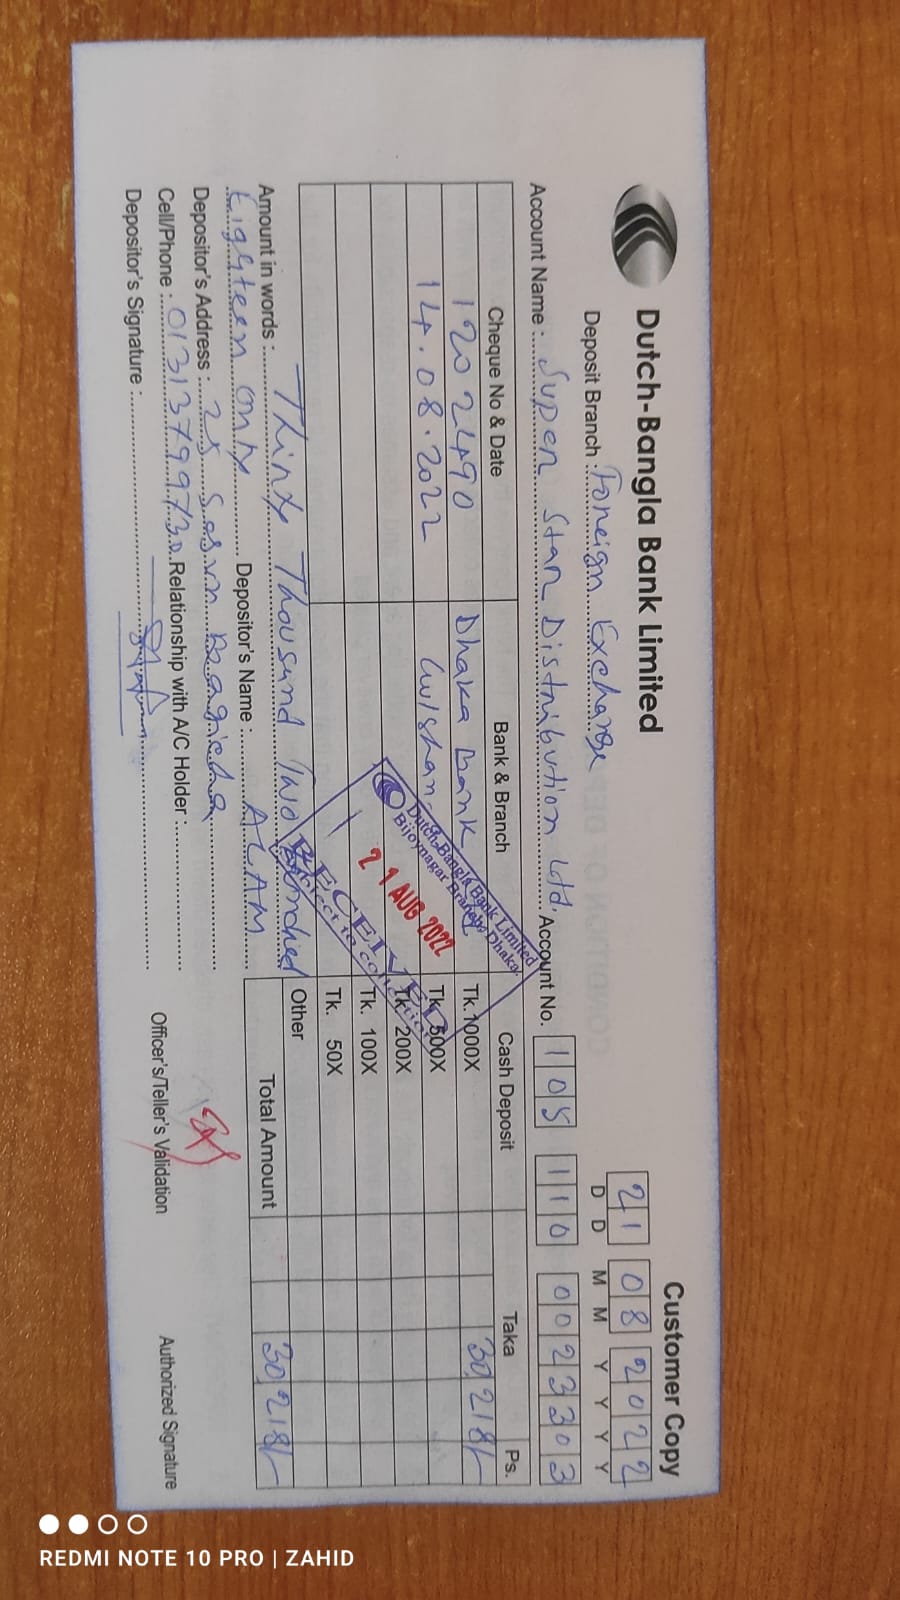 Customer Copy
Dutch-Bangla Bank Limited
21 08 2022
D D M M Y Y Y Y
Deposit Branch : Foreign Exchange
Account Name : Super Star Distribution Ltd. Account No. 105 110 0023303
Cheque No & Date Bank & Branch Cash Deposit Taka Ps.
1202490 Dhaka Bank Tk.1000X 30,218/-
14.08.2022 Gulshan- Tk. 500X
Tk. 200X
Tk. 100X
Tk. 50X
Other
Dutch-Bangla Bank Limited
Bijoynagar Branch, Dhaka.
21 AUG 2022
RECEIVED
Subject to collection
Amount in words : Thirty Thousand Two Hundred
Total Amount 30,218/-
Eighteen Only Depositor's Name : ALAM
Depositor's Address : 25 Bagicha
Cell/Phone : 01313799730 Relationship with A/C Holder :
Depositor's Signature :
Officer's/Teller's Validation Authorized Signature
REDMI NOTE 10 PRO | ZAHID